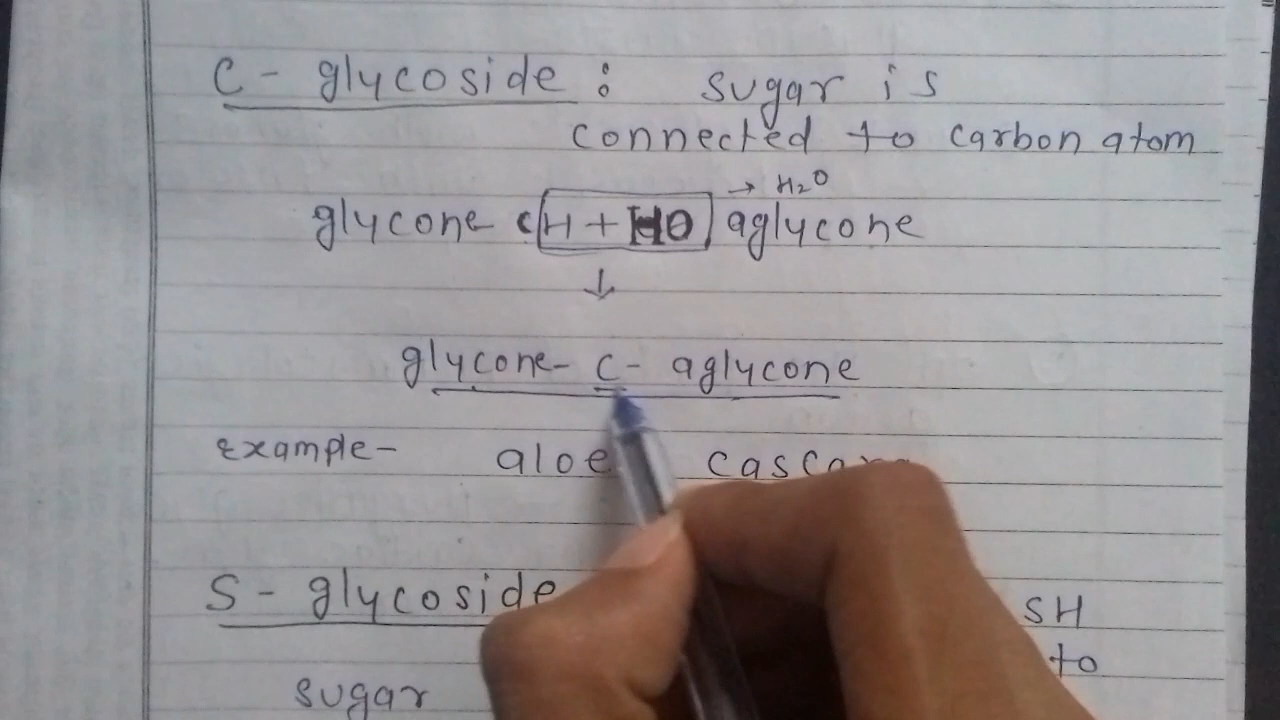 C - glycoside : sugar is
connected to carbon atom
→ H₂O
glycone CH + HO aglycone
↓
glycone - C - aglycone
Example - aloe
S - glycoside SH
to
sugar